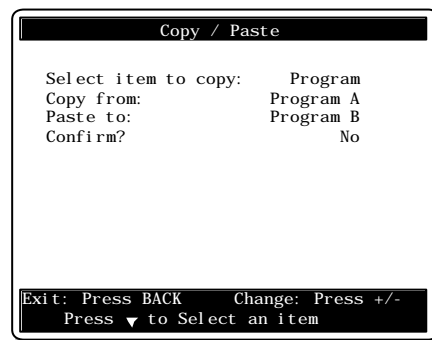 Copy / Paste
Select item to copy: Program
Copy from: Program A
Paste to: Program B
Confirm? No
Exit: Press BACK Change: Press +/-
Press ▼ to Select an item